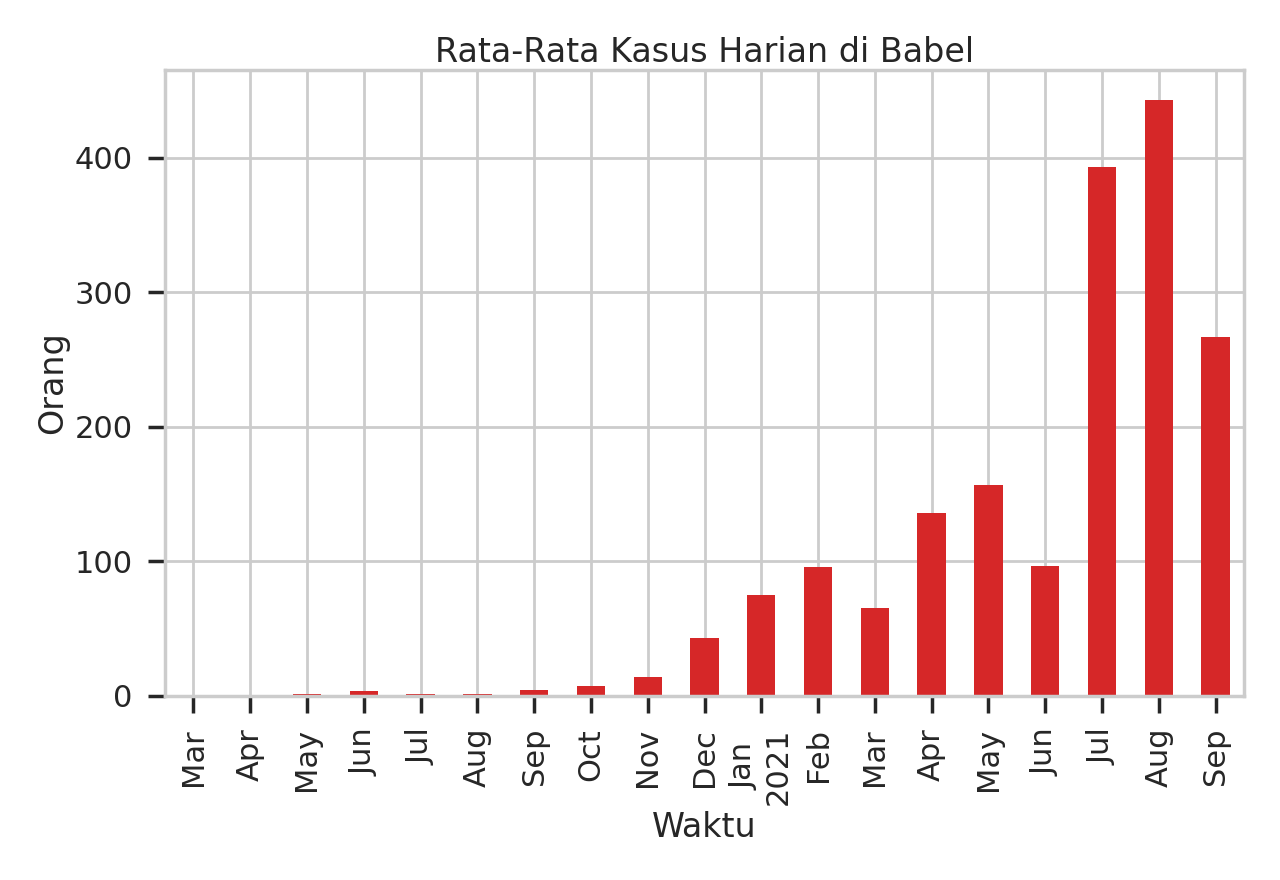 Rata-Rata Kasus Harian di Babel
Orang
400
300
200
100
0
Mar
Apr
May
Jun
Jul
Aug
Sep
Oct
Nov
Dec
Jan
2021
Feb
Mar
Apr
May
Jun
Jul
Aug
Sep
Waktu